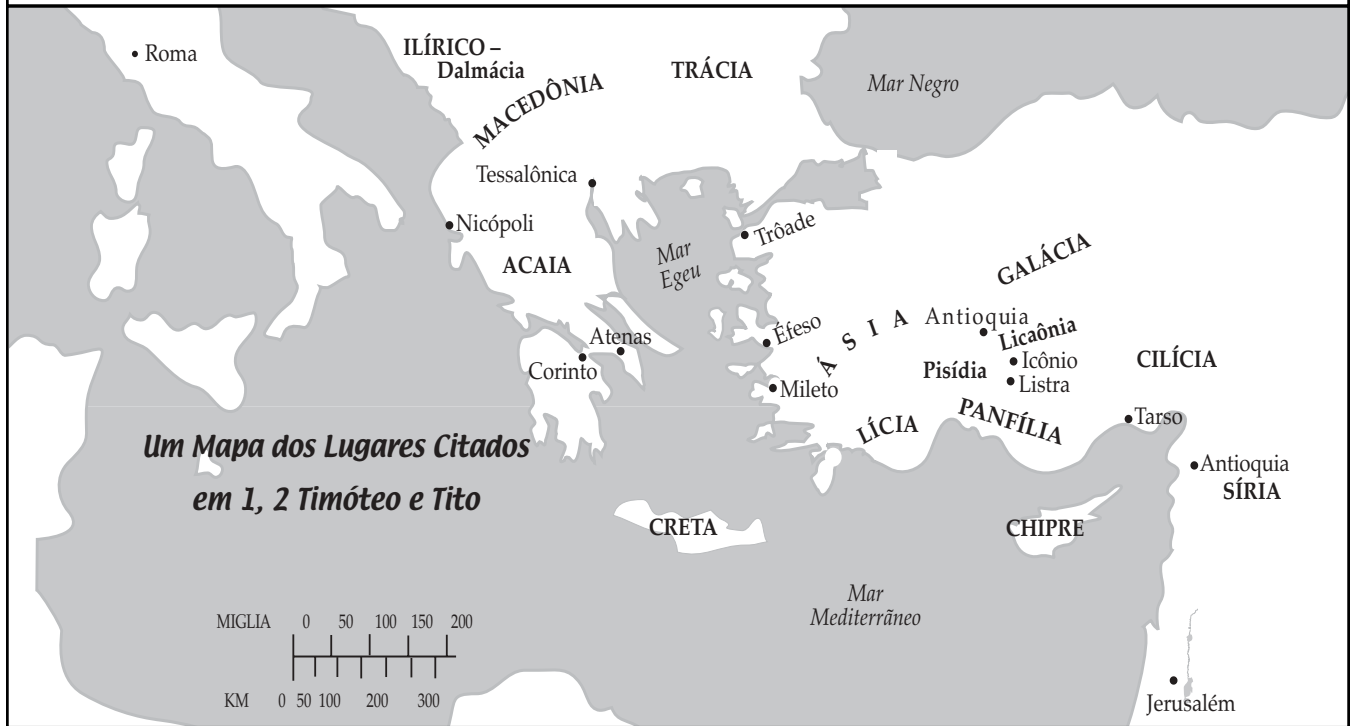 Roma
ILÍRICO –
Dalmácia
MACEDÔNIA
TRÁCIA
Mar Negro
Tessalônica
Nicópoli
ACAIA
Mar
Egeu
Trôade
GALÁCIA
Atenas
Corinto
Éfeso
Mileto
ÁSIA
Antioquia
Licaônia
Icônio
Pisídia
Listra
CILÍCIA
LÍCIA
PANFÍLIA
Tarso
Antioquia
SÍRIA
Um Mapa dos Lugares Citados
em 1, 2 Timóteo e Tito
CRETA
CHIPRE
Mar
Mediterrãneo
MIGLIA 0 50 100 150 200
KM 0 50 100 200 300
Jerusalém